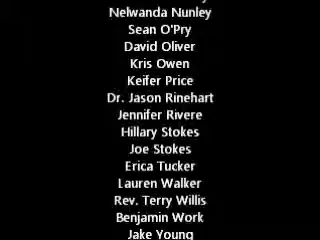 Nelwanda Nunley
Sean O'Pry
David Oliver
Kris Owen
Keifer Price
Dr. Jason Rinehart
Jennifer Rivere
Hillary Stokes
Joe Stokes
Erica Tucker
Lauren Walker
Rev. Terry Willis
Benjamin Work
Jake Young